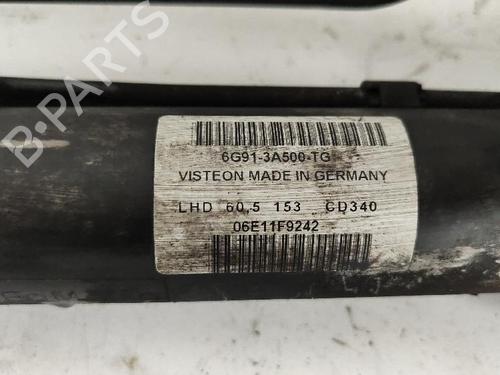 B-PARTS
6G91-3A500-TG
VISTEON MADE IN GERMANY
LHD 60.5 153 CD340
06E11F9242